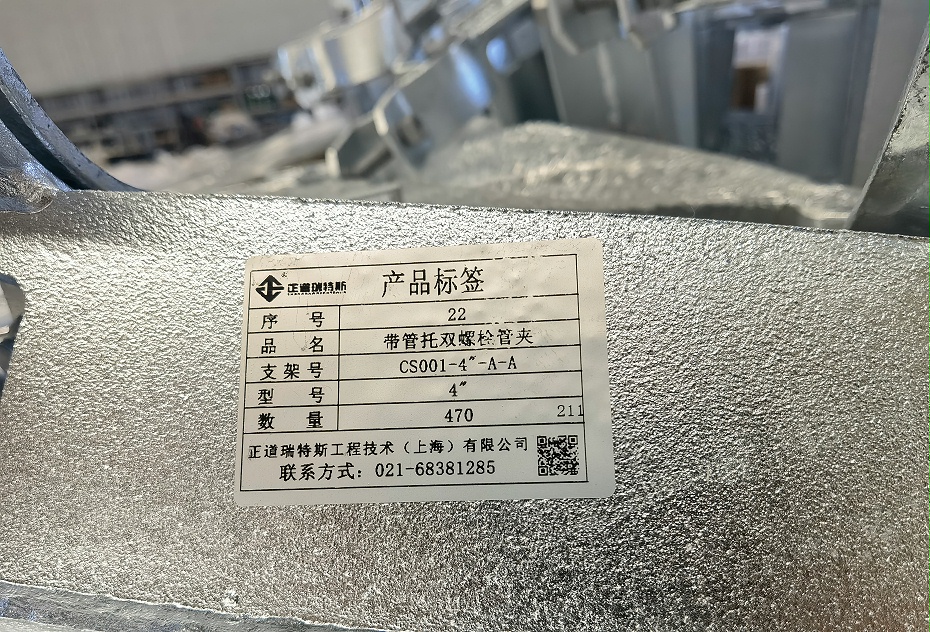 正道瑞特斯 产品标签
序 号 22
品 名 带管托双螺栓管夹
支架号 CS001-4″-A-A
型 号 4″
数 量 470 211
正道瑞特斯工程技术（上海）有限公司
联系方式：021-68381285